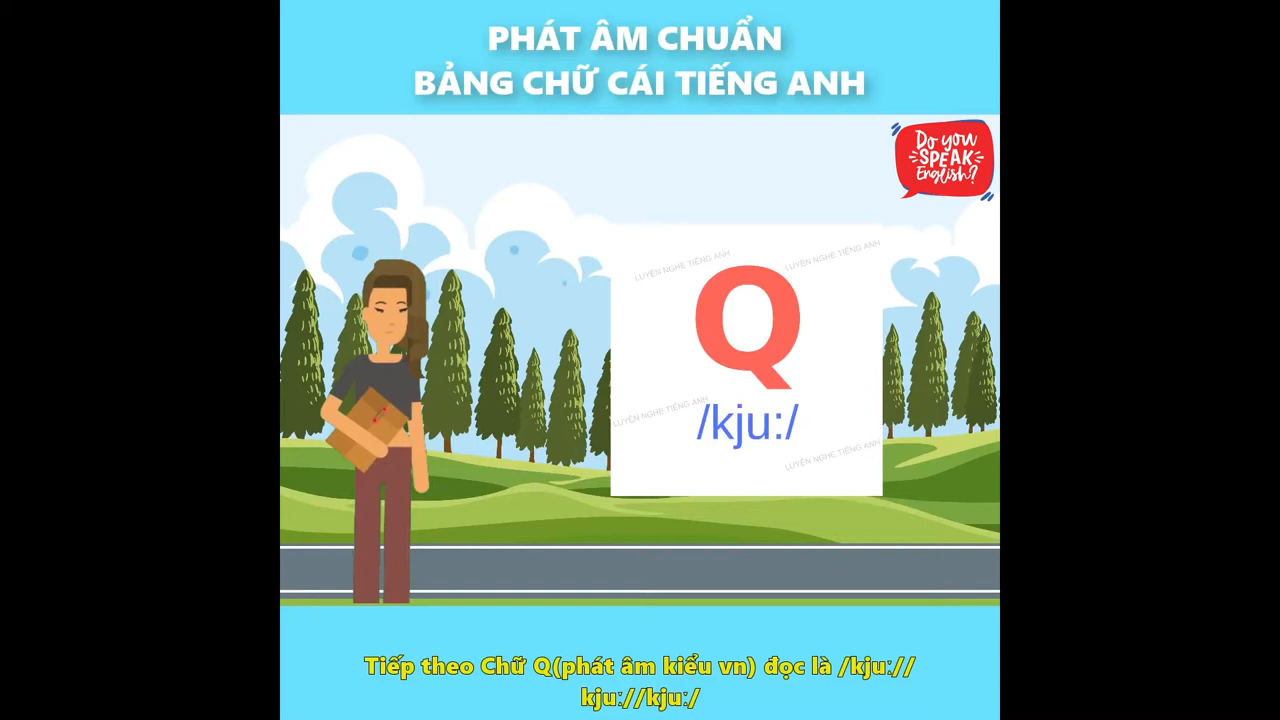 PHÁT ÂM CHUẨN
BẢNG CHỮ CÁI TIẾNG ANH
Do you
SPEAK
English?
LUYỆN NGHE TIẾNG ANH
LUYỆN NGHE TIẾNG ANH
Q
/kju:/
LUYỆN NGHE TIẾNG ANH
LUYỆN NGHE TIẾNG ANH
Tiếp theo Chữ Q(phát âm kiểu vn) đọc là /kju://
kju://kju:/